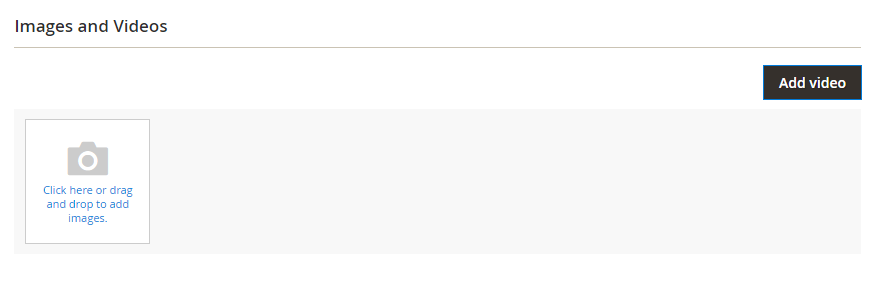 Images and Videos
Add video
Click here or drag
and drop to add
images.